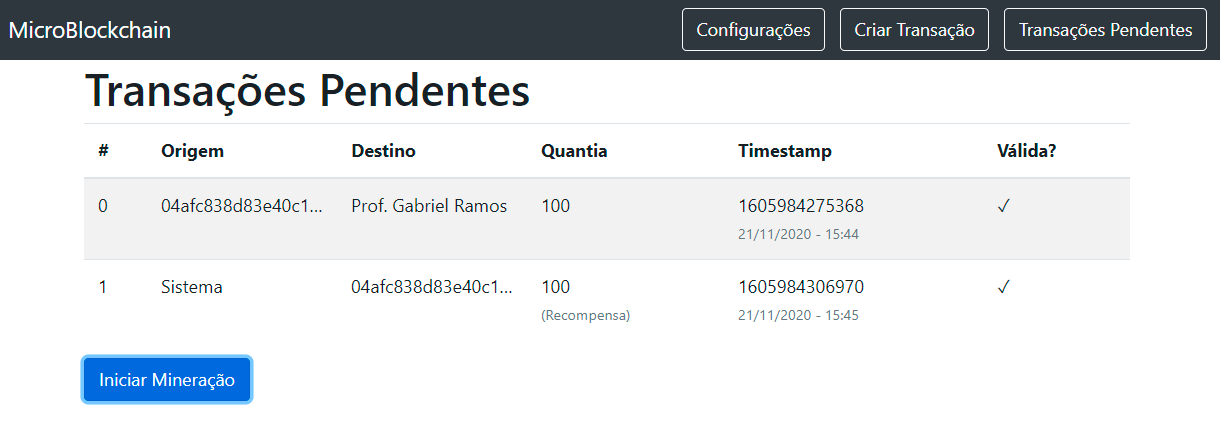 MicroBlockchain Configurações Criar Transação Transações Pendentes
Transações Pendentes
# Origem Destino Quantia Timestamp Válida?
0 04afc838d83e40c1... Prof. Gabriel Ramos 100 1605984275368 ✓
21/11/2020 - 15:44
1 Sistema 04afc838d83e40c1... 100 1605984306970 ✓
(Recompensa) 21/11/2020 - 15:45
Iniciar Mineração